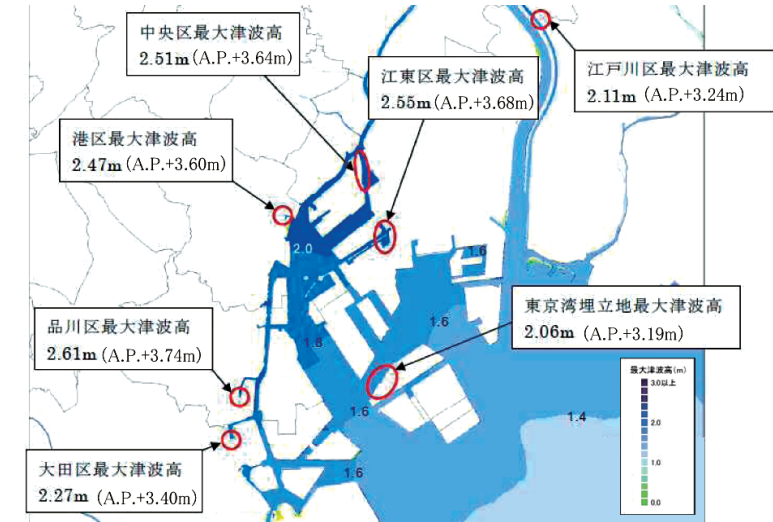 中央区最大津波高
2.51m(A.P.+3.64m)
江東区最大津波高
2.55m(A.P.+3.68m)
江戸川区最大津波高
2.11m (A.P.+3.24m)
港区最大津波高
2.47m(A.P.+3.60m)
2.0
1.6
東京湾埋立地最大津波高
2.06m (A.P.+3.19m)
品川区最大津波高
2.61m(A.P.+3.74m)
1.6
1.8
最大津波高(m)
3.0以上
2.0
1.0
0.0
1.6
1.4
大田区最大津波高
2.27m (A.P.+3.40m)
1.6